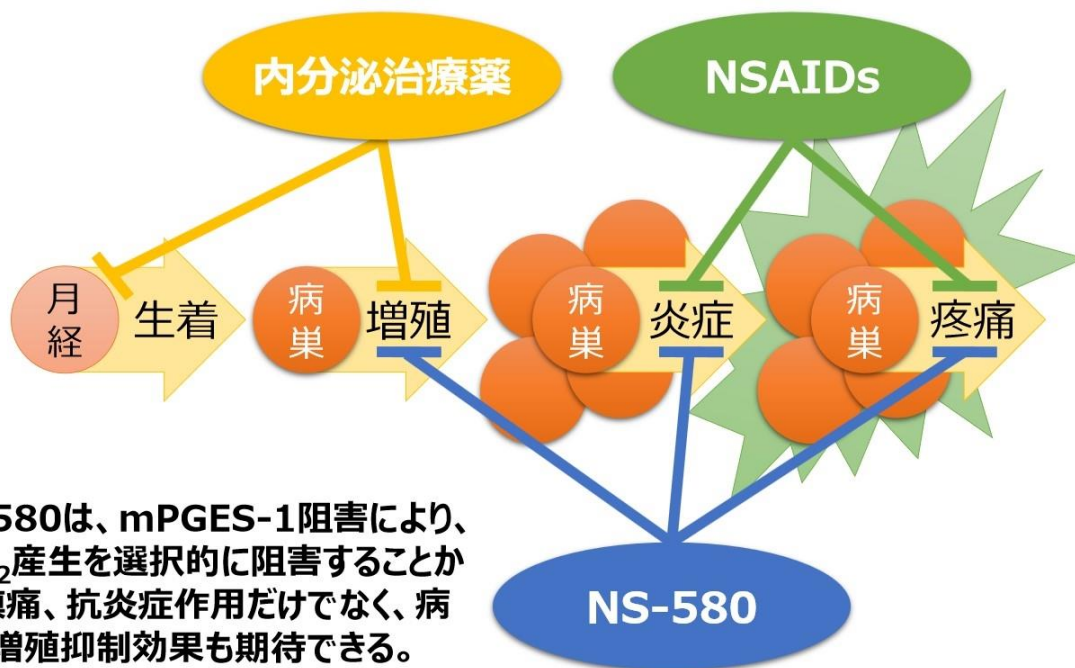 内分泌治療薬
NSAIDs
月経
生着
病巣
増殖
病巣
炎症
病巣
疼痛
580は、mPGES-1阻害により、
2産生を選択的に阻害することか
痛、抗炎症作用だけでなく、病
増殖抑制効果も期待できる。
NS-580